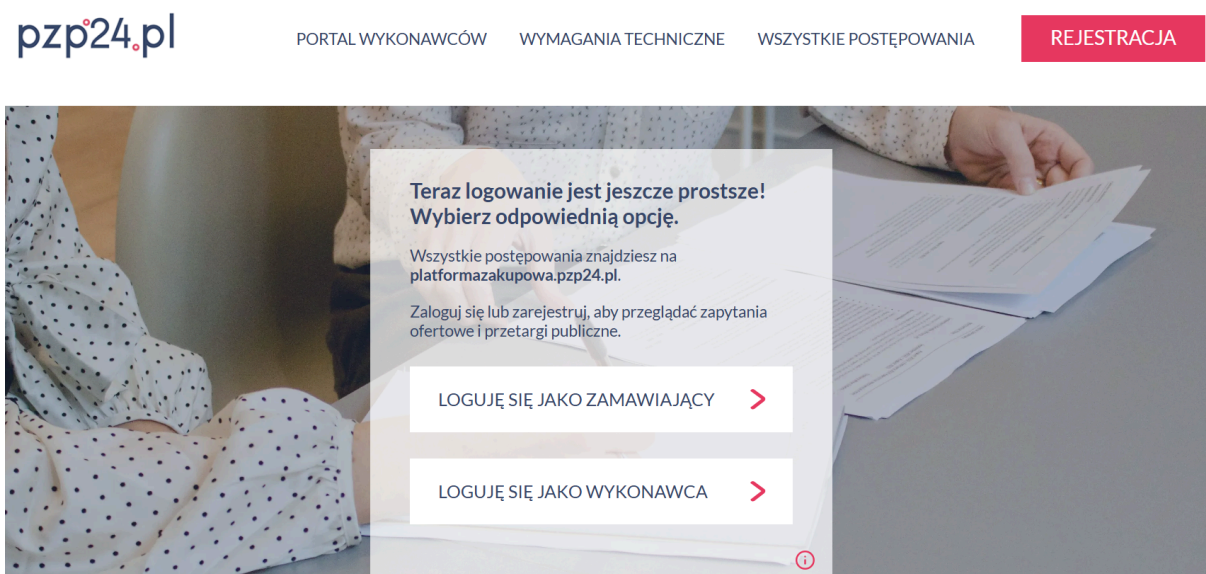 pzp24.pl
PORTAL WYKONAWCÓW WYMAGANIA TECHNICZNE WSZYSTKIE POSTĘPOWANIA REJESTRACJA
Teraz logowanie jest jeszcze prostsze!
Wybierz odpowiednią opcję.
Wszystkie postępowania znajdziesz na
platformazakupowa.pzp24.pl.
Zaloguj się lub zarejestruj, aby przeglądać zapytania
ofertowe i przetargi publiczne.
LOGUJĘ SIĘ JAKO ZAMAWIAJĄCY
LOGUJĘ SIĘ JAKO WYKONAWCA